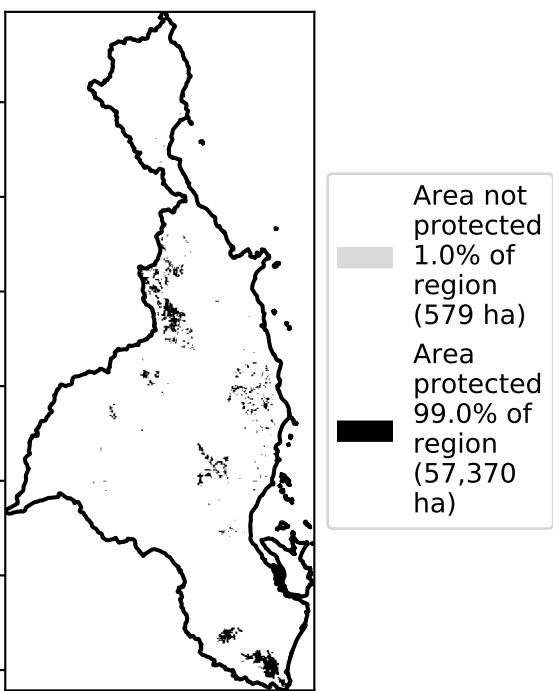 Area not
protected
1.0% of
region
(579 ha)
Area
protected
99.0% of
region
(57,370
ha)